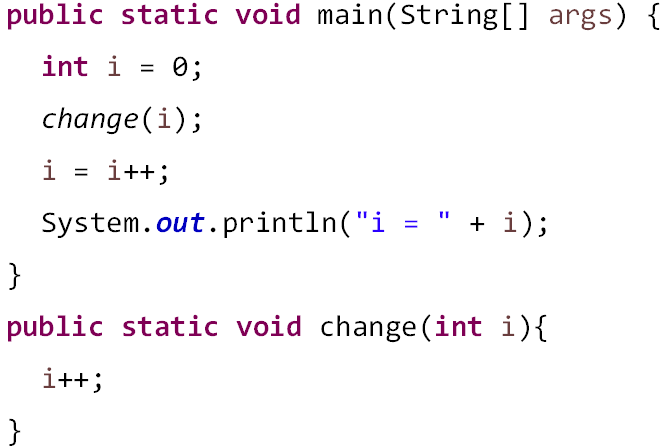 public static void main(String[] args) {
int i = 0;
change(i);
i = i++;
System.out.println("i = " + i);
}
public static void change(int i){
i++;
}